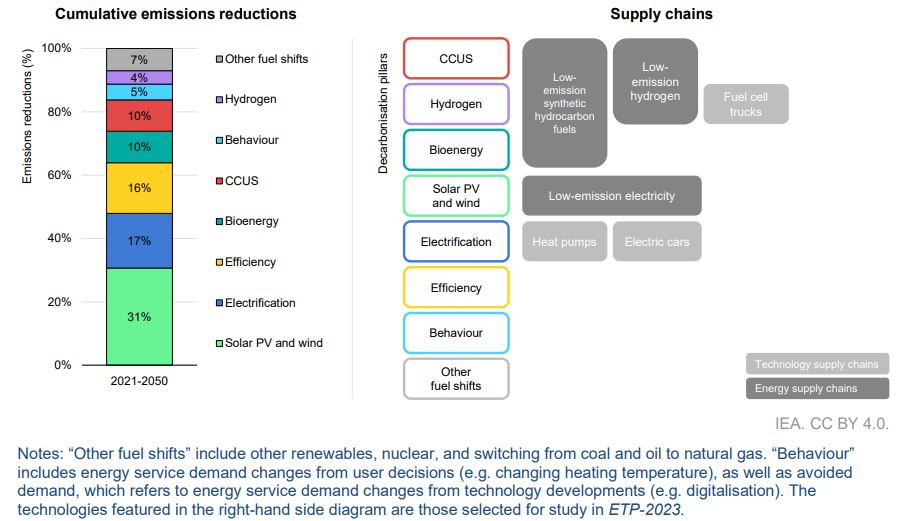 Cumulative emissions reductions
Emissions reductions (%)
100%
80%
60%
40%
20%
0%
7%
4%
5%
10%
10%
16%
17%
31%
2021-2050
Other fuel shifts
Hydrogen
Behaviour
CCUS
Bioenergy
Efficiency
Electrification
Solar PV and wind
Supply chains
Decarbonisation pillars
CCUS
Hydrogen
Bioenergy
Solar PV
and wind
Electrification
Efficiency
Behaviour
Other
fuel shifts
Low-
emission
synthetic
hydrocarbon
fuels
Low-
emission
hydrogen
Fuel cell
trucks
Low-emission electricity
Heat pumps
Electric cars
Technology supply chains
Energy supply chains
IEA. CC BY 4.0.
Notes: “Other fuel shifts” include other renewables, nuclear, and switching from coal and oil to natural gas. “Behaviour”
includes energy service demand changes from user decisions (e.g. changing heating temperature), as well as avoided
demand, which refers to energy service demand changes from technology developments (e.g. digitalisation). The
technologies featured in the right-hand side diagram are those selected for study in ETP-2023.